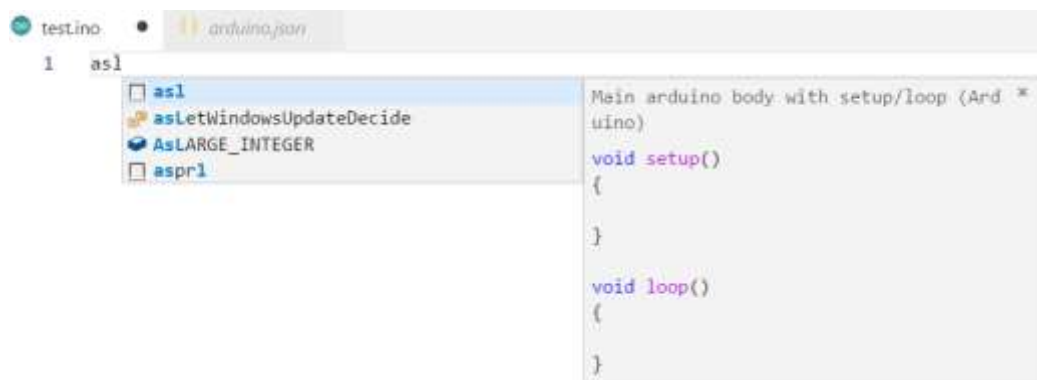 test.ino
arduino.json
1 asl
asl
asLetWindowsUpdateDecide
AsLARGE_INTEGER
asprl
Main arduino body with setup/loop (Ard
uino)
void setup()
{
}
void loop()
{
}